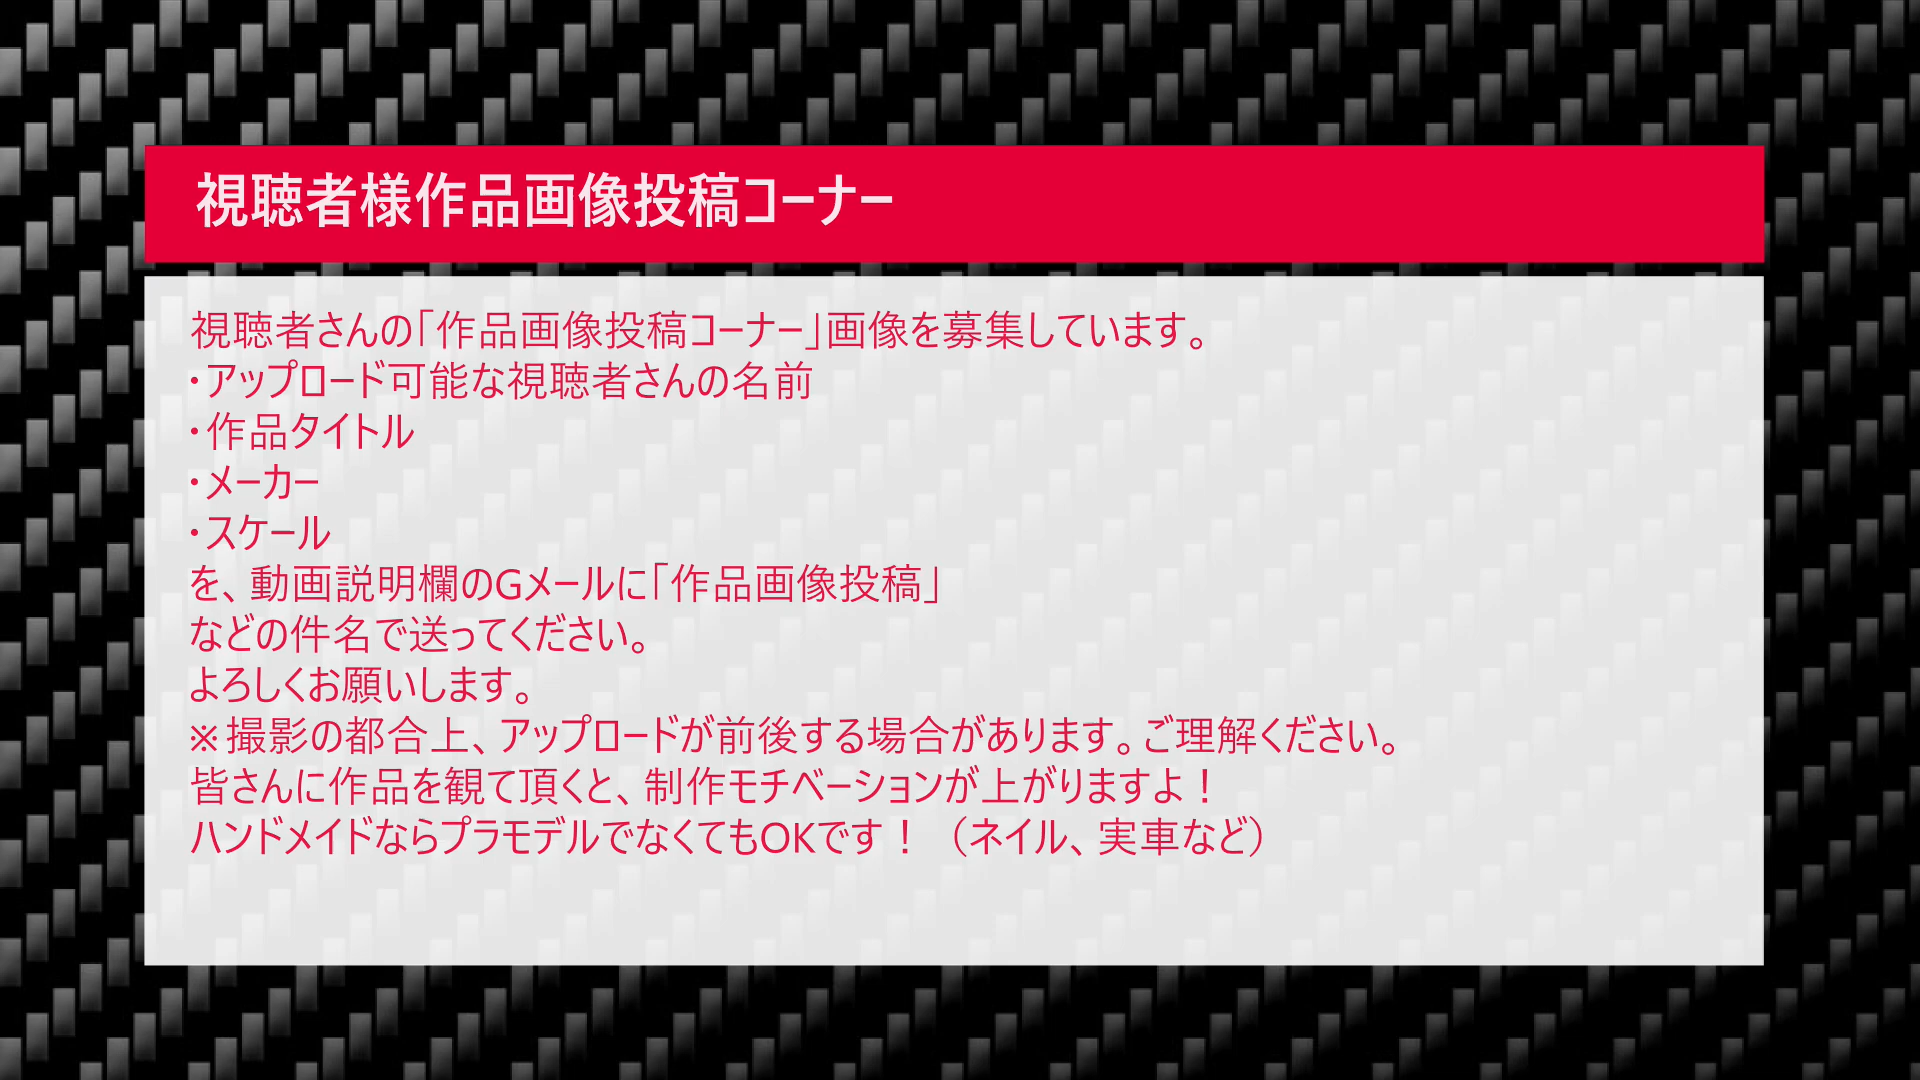 視聴者様作品画像投稿コーナー
視聴者さんの「作品画像投稿コーナー」画像を募集しています。
・アップロード可能な視聴者さんの名前
・作品タイトル
・メーカー
・スケール
を、動画説明欄のGメールに「作品画像投稿」
などの件名で送ってください。
よろしくお願いします。
※撮影の都合上、アップロードが前後する場合があります。ご理解ください。
皆さんに作品を観て頂くと、制作モチベーションが上がりますよ！
ハンドメイドならプラモデルでなくてもOKです！　（ネイル、実車など）